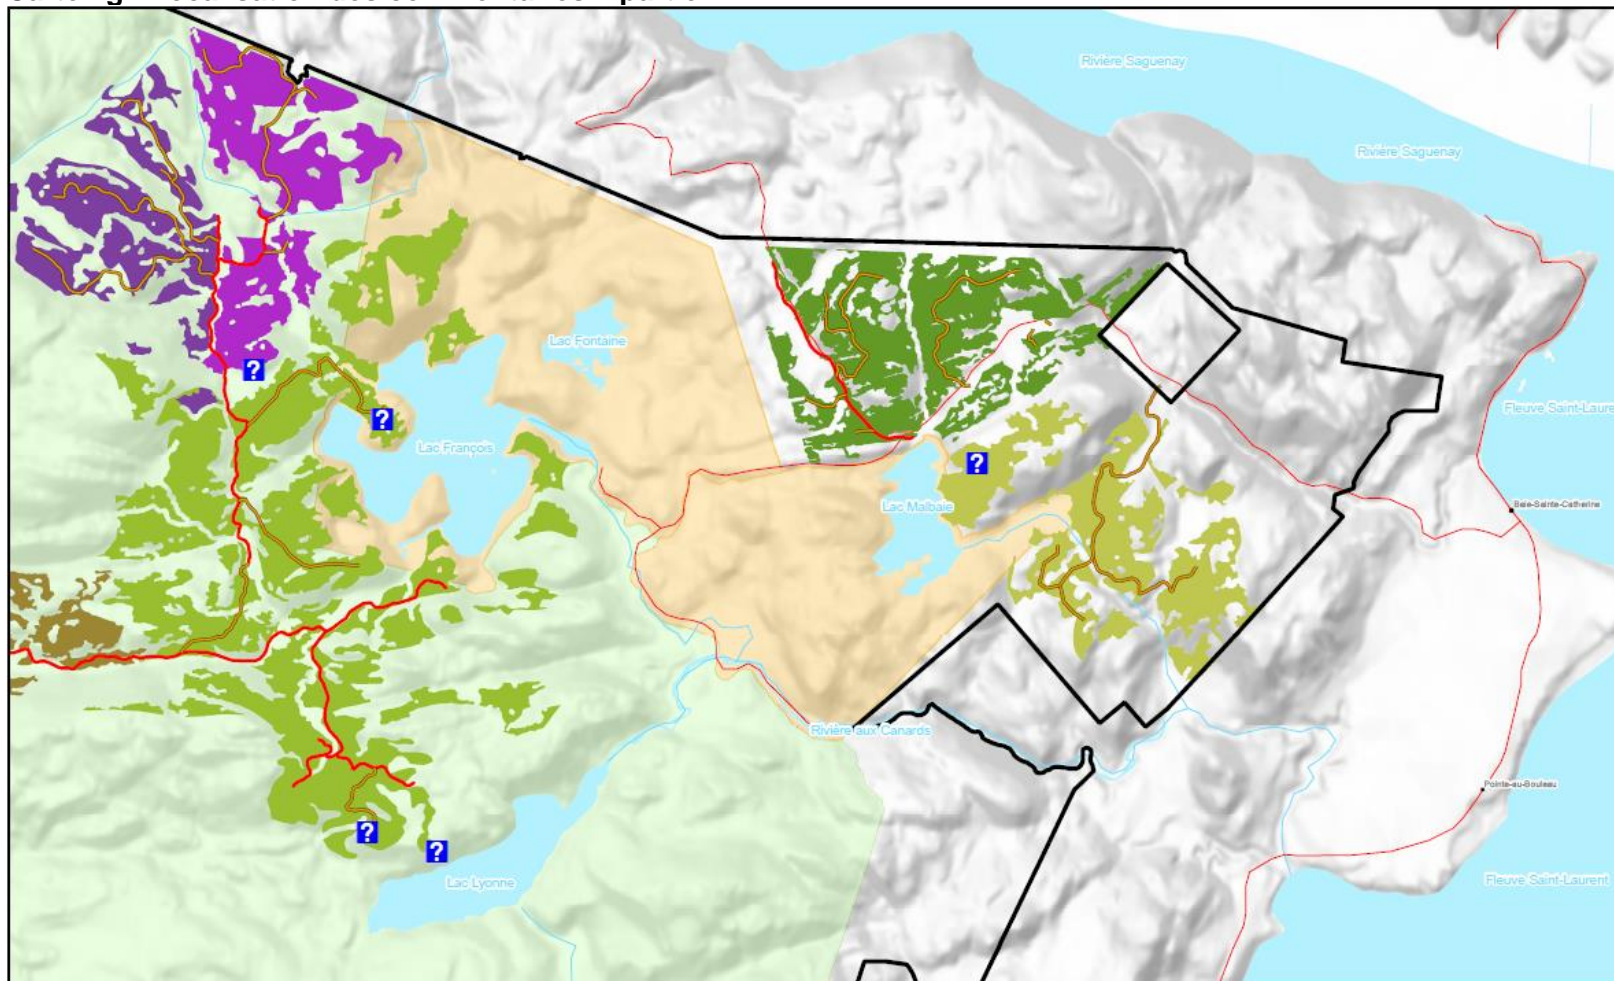 Rivière Saguenay
Rivière Saguenay
Lac Fontaine
Fleuve Saint-Laure
Lac François
?
?
?
Lac Malbaie
Baie-Sainte-Catherine
Rivière aux Canards
Pointe-au-Bouleau
?
?
Lac Lyonne
Fleuve Saint-Laurent